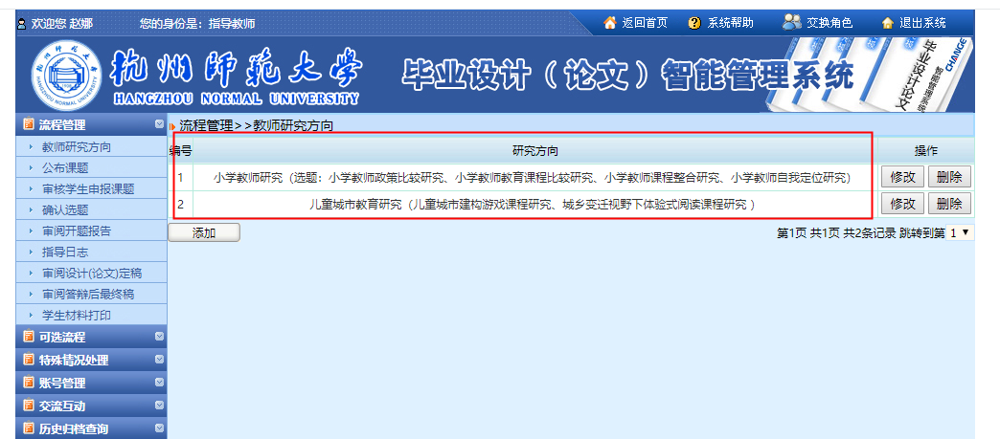 欢迎您 赵娜 您的身份是：指导教师 返回首页 系统帮助 交换角色 退出系统
杭州师范大学 毕业设计（论文）智能管理系统
HANGZHOU NORMAL UNIVERSITY
毕业设计论文
智能管理系统
CHANGE
流程管理
教师研究方向
公布课题
审核学生申报课题
确认选题
审阅开题报告
指导日志
审阅设计(论文)定稿
审阅答辩后最终稿
学生材料打印
可选流程
特殊情况处理
账号管理
交流互动
历史归档查询
流程管理>>教师研究方向
编号 研究方向 操作
1 小学教师研究（选题：小学教师政策比较研究、小学教师教育课程比较研究、小学教师课程整合研究、小学教师自我定位研究） 修改 删除
2 儿童城市教育研究（儿童城市建构游戏课程研究、城乡变迁视野下体验式阅读课程研究 ） 修改 删除
添加 第1页 共1页 共2条记录 跳转到第 1